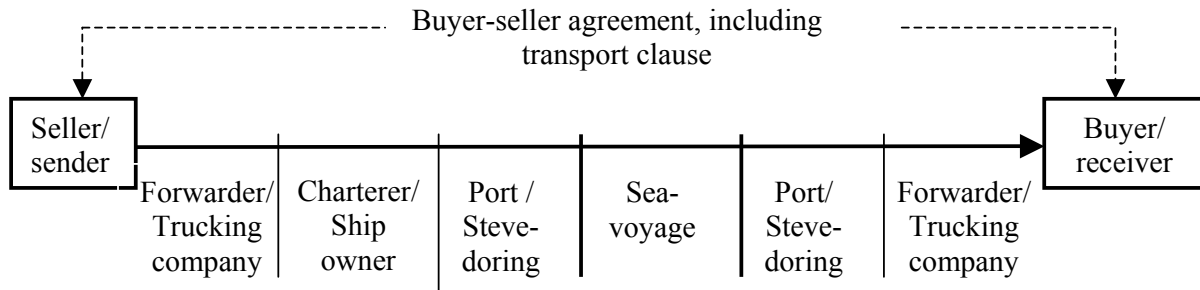 Buyer-seller agreement, including
transport clause
Seller/
sender
Buyer/
receiver
Forwarder/
Trucking
company
Charterer/
Ship
owner
Port /
Steve-
doring
Sea-
voyage
Port/
Steve-
doring
Forwarder/
Trucking
company